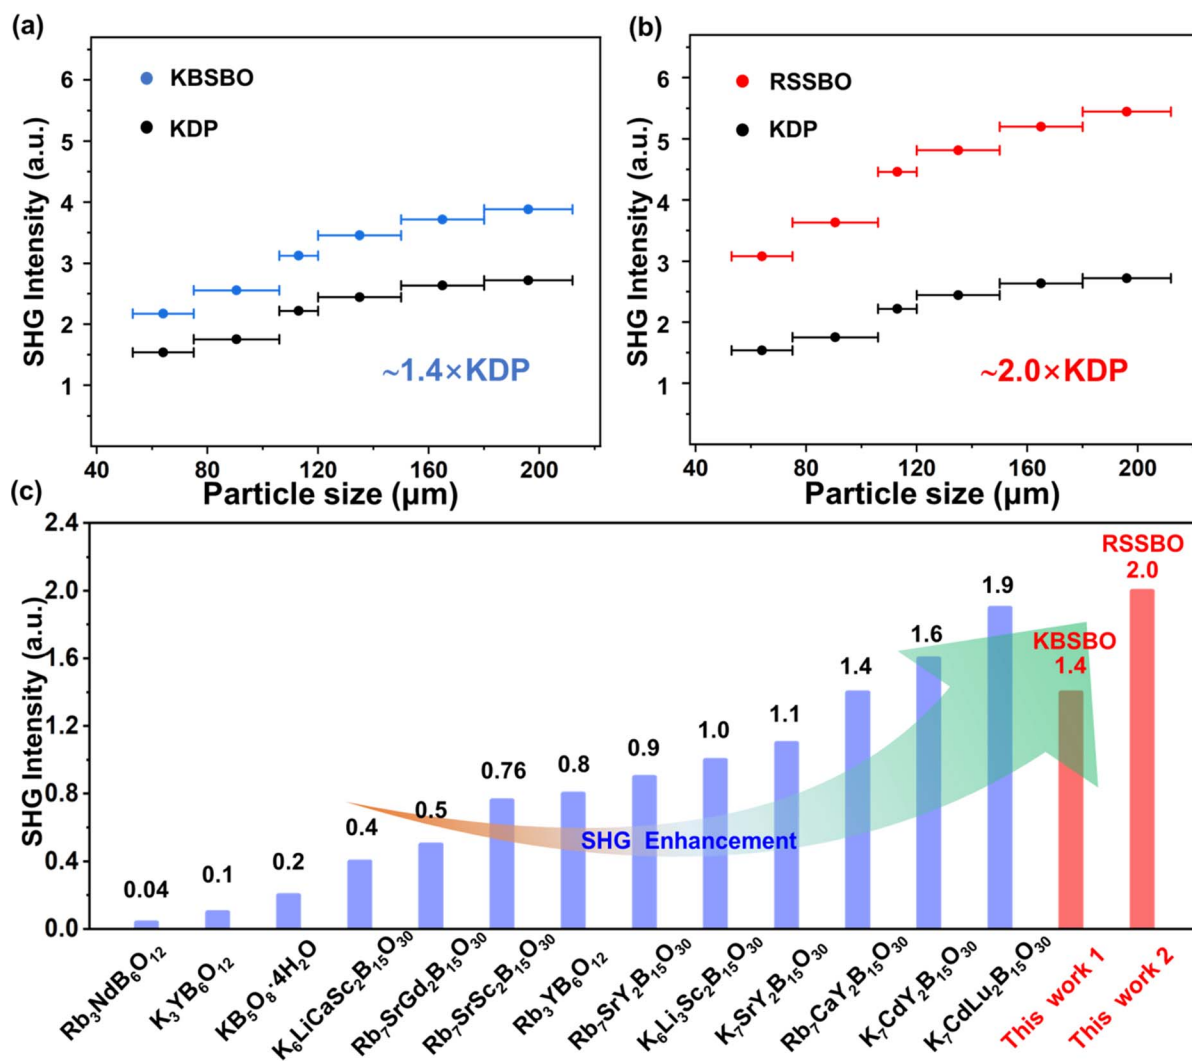 (a)
6
5
4
3
2
1
SHG Intensity (a.u.)
KBSBO
KDP
~1.4×KDP
40 80 120 160 200
Particle size (μm)
(b)
6
5
4
3
2
1
SHG Intensity (a.u.)
RSSBO
KDP
~2.0×KDP
40 80 120 160 200
Particle size (μm)
(c)
2.4
2.0
1.6
1.2
0.8
0.4
0.0
SHG Intensity (a.u.)
0.04
0.1
0.2
0.4
0.5
0.76
0.8
0.9
1.0
1.1
1.4
1.6
1.9
KBSBO
1.4
RSSBO
2.0
SHG Enhancement
Rb₃NdB₆O₁₂
K₃YB₆O₁₂
KB₅O₈·4H₂O
K₆LiCaSc₂B₁₅O₃₀
Rb₇SrGd₂B₁₅O₃₀
Rb₇SrSc₂B₁₅O₃₀
Rb₃YB₆O₁₂
Rb₇SrY₂B₁₅O₃₀
K₆Li₃Sc₂B₁₅O₃₀
K₇SrY₂B₁₅O₃₀
Rb₇CaY₂B₁₅O₃₀
K₇CdY₂B₁₅O₃₀
K₇CdLu₂B₁₅O₃₀
This work 1
This work 2